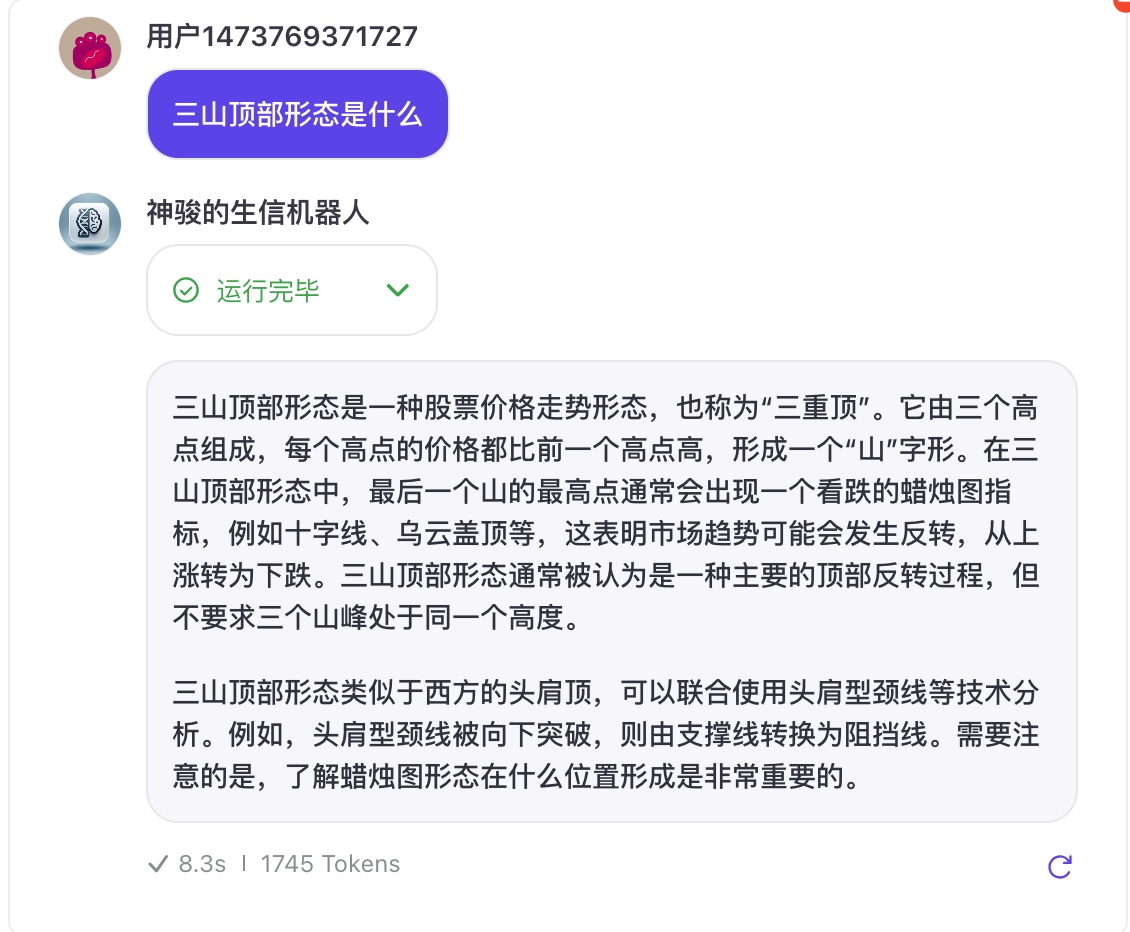 用户1473769371727
三山顶部形态是什么
神骏的生信机器人
运行完毕
三山顶部形态是一种股票价格走势形态，也称为“三重顶”。它由三个高
点组成，每个高点的价格都比前一个高点高，形成一个“山”字形。在三
山顶部形态中，最后一个山的最高点通常会出现一个看跌的蜡烛图指
标，例如十字线、乌云盖顶等，这表明市场趋势可能会发生反转，从上
涨转为下跌。三山顶部形态通常被认为是一种主要的顶部反转过程，但
不要求三个山峰处于同一个高度。
三山顶部形态类似于西方的头肩顶，可以联合使用头肩型颈线等技术分
析。例如，头肩型颈线被向下突破，则由支撑线转换为阻挡线。需要注
意的是，了解蜡烛图形态在什么位置形成是非常重要的。
8.3s | 1745 Tokens